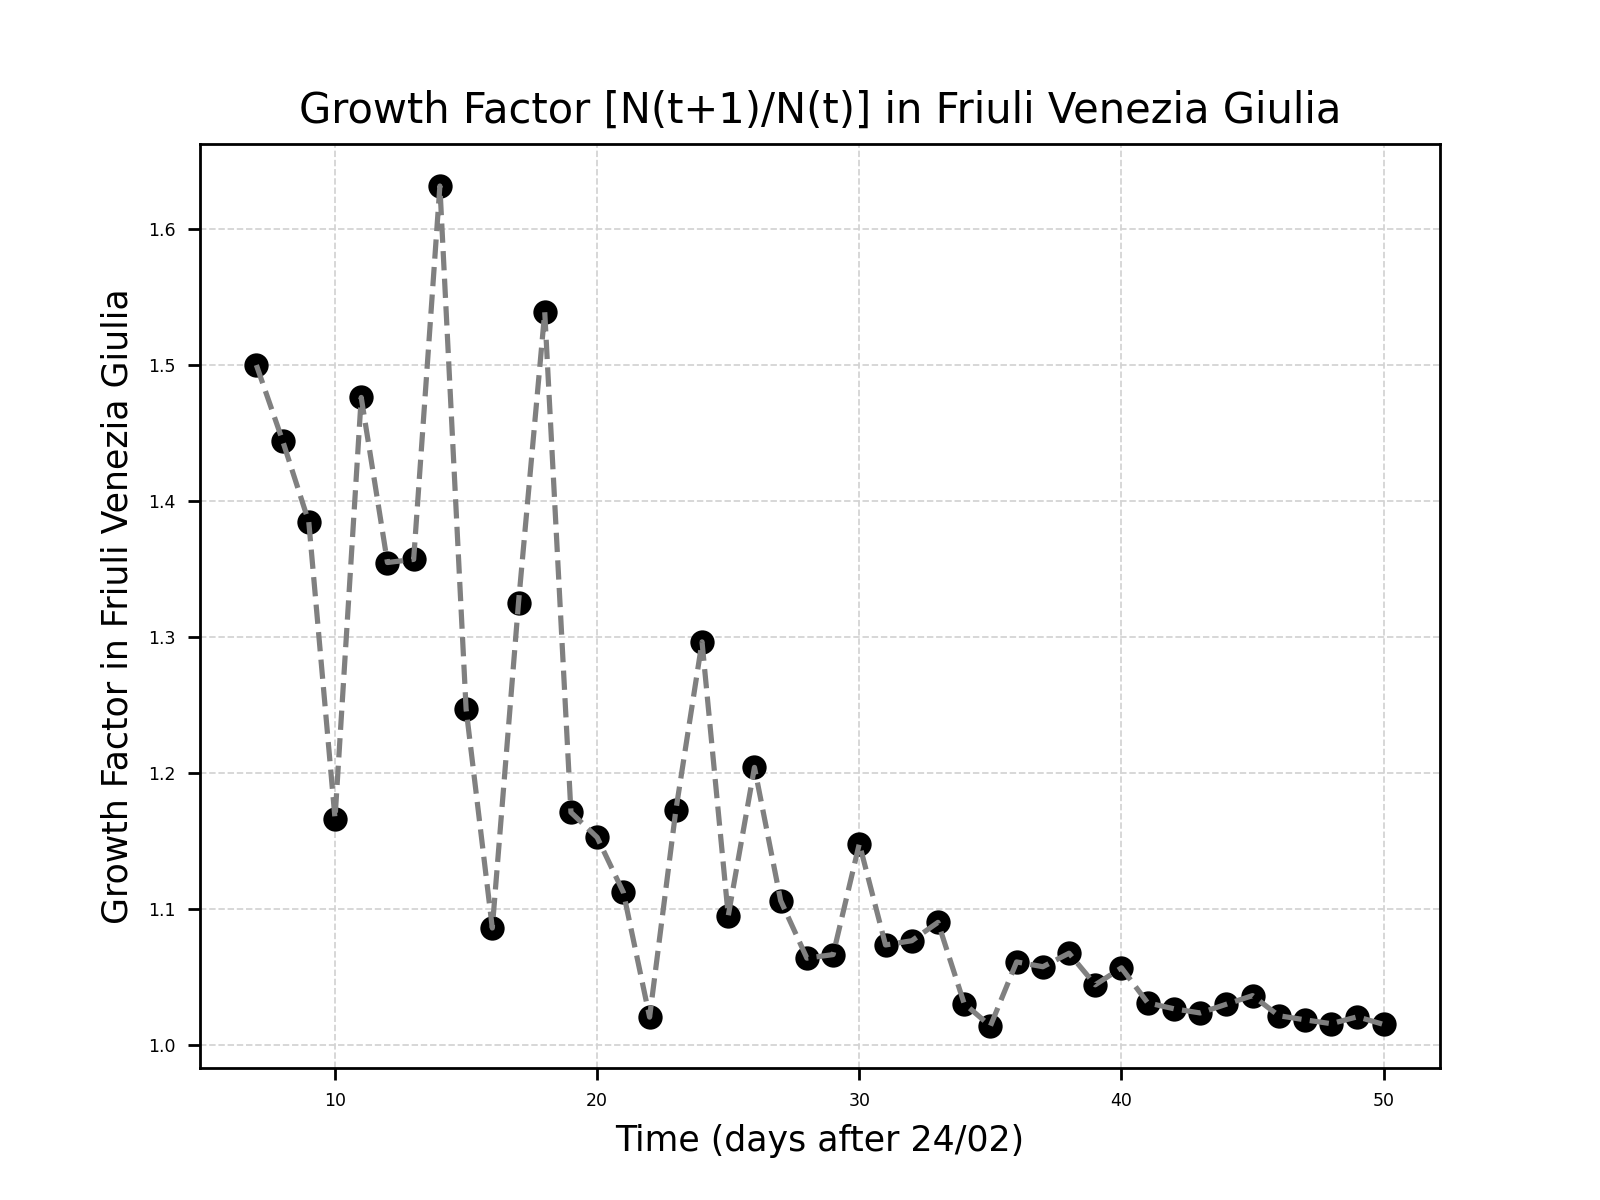 Growth Factor [N(t+1)/N(t)] in Friuli Venezia Giulia
Growth Factor in Friuli Venezia Giulia
1.6
1.5
1.4
1.3
1.2
1.1
1.0
10 20 30 40 50
Time (days after 24/02)